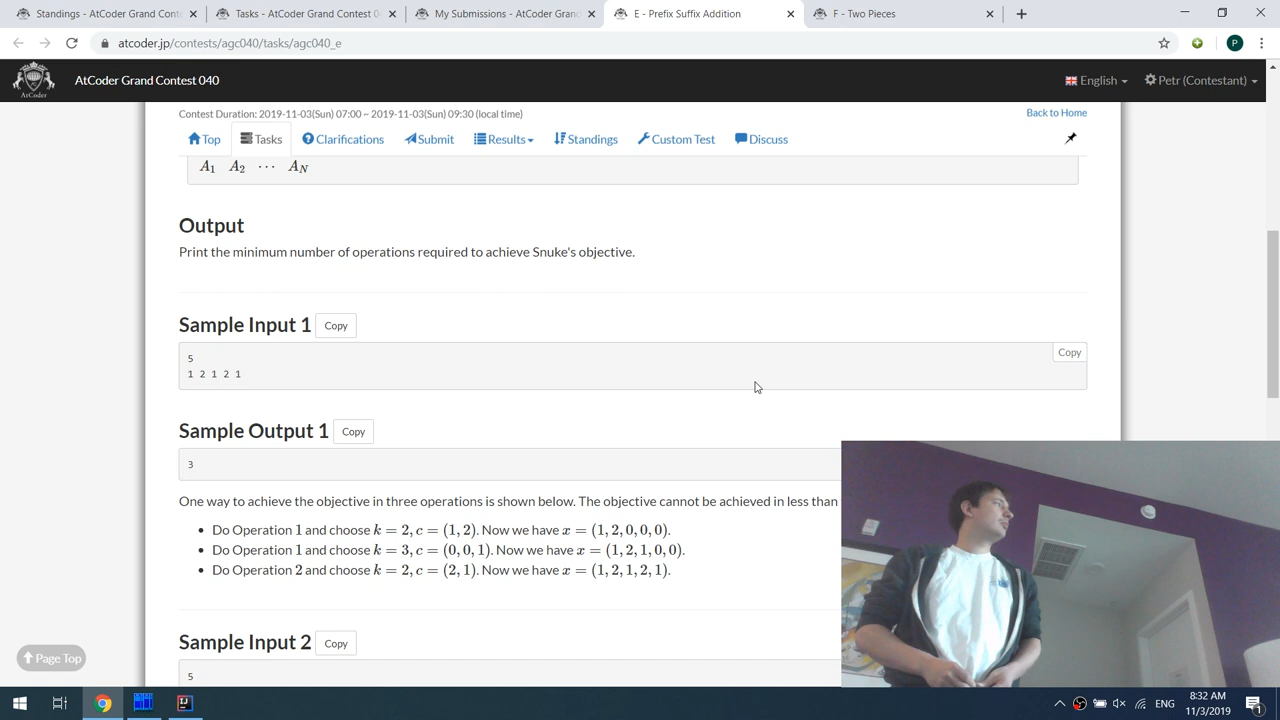 Standings - AtCoder Grand Cont
Tasks - AtCoder Grand Contest 04
My Submissions - AtCoder Gran
E - Prefix Suffix Addition
F - Two Pieces
atcoder.jp/contests/agc040/tasks/agc040_e
P
AtCoder
AtCoder Grand Contest 040
English
Petr (Contestant)
Contest Duration: 2019-11-03(Sun) 07:00 ~ 2019-11-03(Sun) 09:30 (local time)
Back to Home
Top
Tasks
Clarifications
Submit
Results
Standings
Custom Test
Discuss
A1 A2 ⋯ AN
Output
Print the minimum number of operations required to achieve Snuke's objective.
Sample Input 1
Copy
Copy
5
1 2 1 2 1
Sample Output 1
Copy
3
One way to achieve the objective in three operations is shown below. The objective cannot be achieved in less than
• Do Operation 1 and choose k = 2, c = (1, 2). Now we have x = (1, 2, 0, 0, 0).
• Do Operation 1 and choose k = 3, c = (0, 0, 1). Now we have x = (1, 2, 1, 0, 0).
• Do Operation 2 and choose k = 2, c = (2, 1). Now we have x = (1, 2, 1, 2, 1).
Sample Input 2
Copy
5
Page Top
ENG
8:32 AM
11/3/2019
1